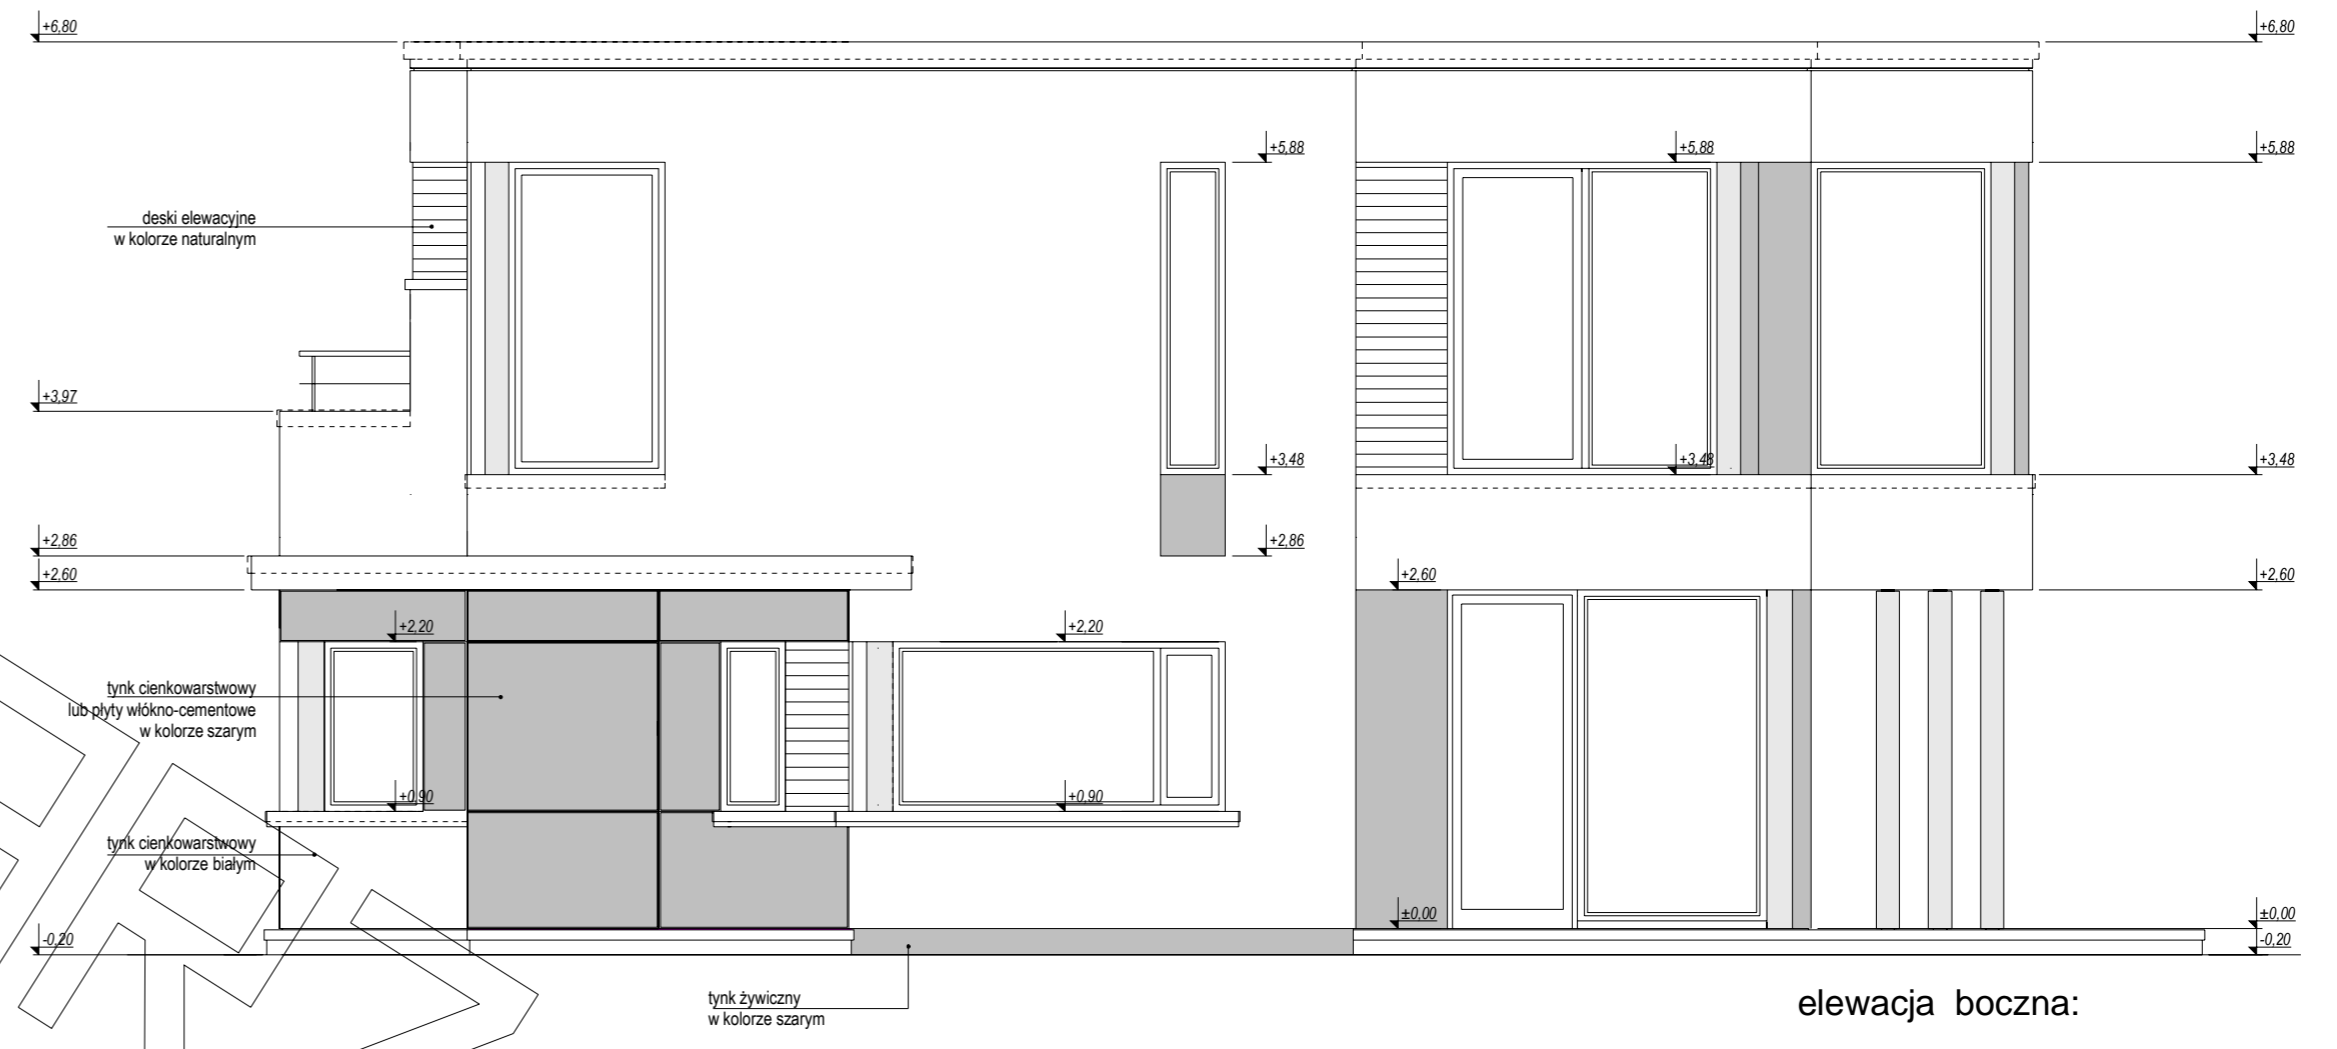 +6,80
+6,80
+5,88
+5,88
+5,88
deski elewacyjne
w kolorze naturalnym
+3,97
+3,48
+3,48
+3,48
+2,86
+2,86
+2,60
+2,60
+2,60
+2,20
+2,20
tynk cienkowarstwowy
lub płyty włókno-cementowe
w kolorze szarym
+0,90
+0,90
tynk cienkowarstwowy
w kolorze białym
±0,00
±0,00
-0,20
-0,20
tynk żywiczny
w kolorze szarym
elewacja boczna: